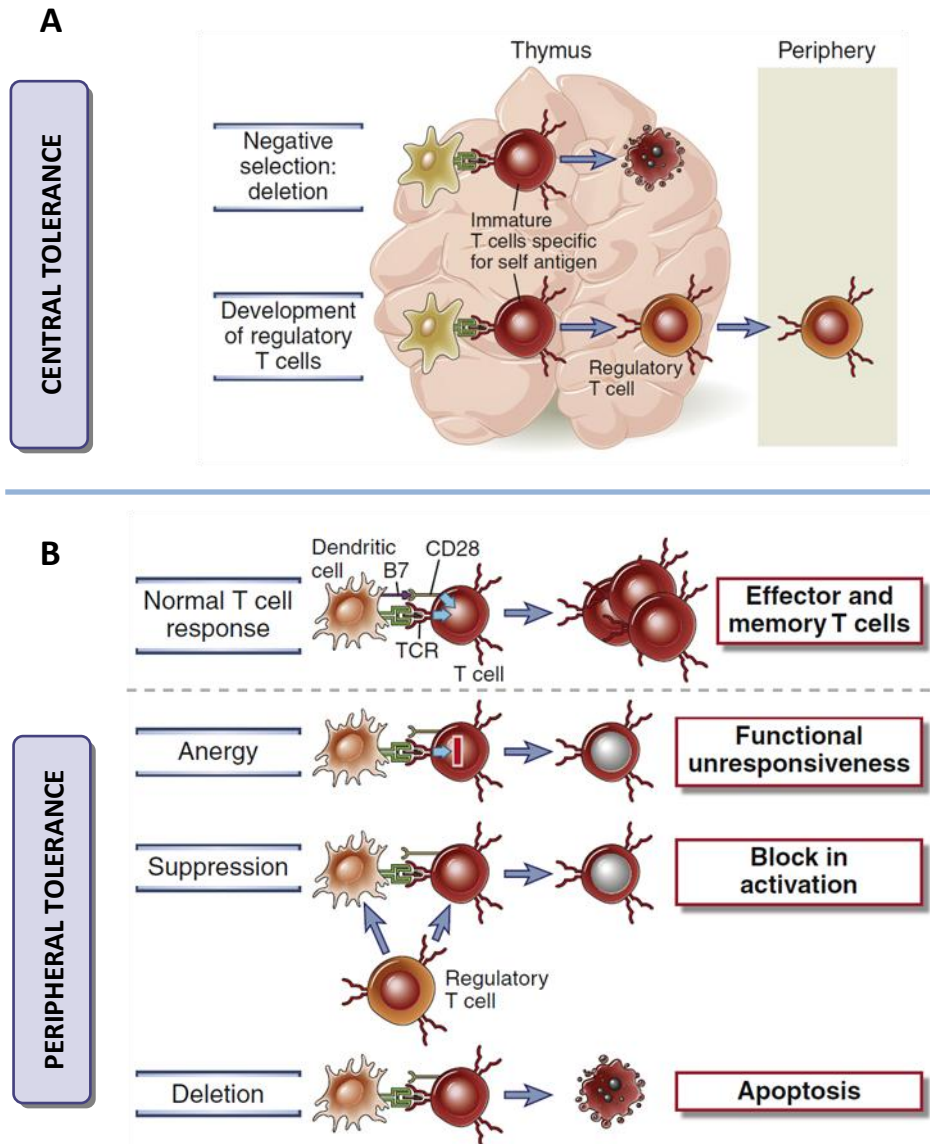 A
CENTRAL TOLERANCE
Thymus
Periphery
Negative
selection:
deletion
Immature
T cells specific
for self antigen
Development
of regulatory
T cells
Regulatory
T cell
B
PERIPHERAL TOLERANCE
Dendritic
cell
B7
CD28
Normal T cell
response
TCR
T cell
Effector and
memory T cells
Anergy
Functional
unresponsiveness
Suppression
Block in
activation
Regulatory
T cell
Deletion
Apoptosis